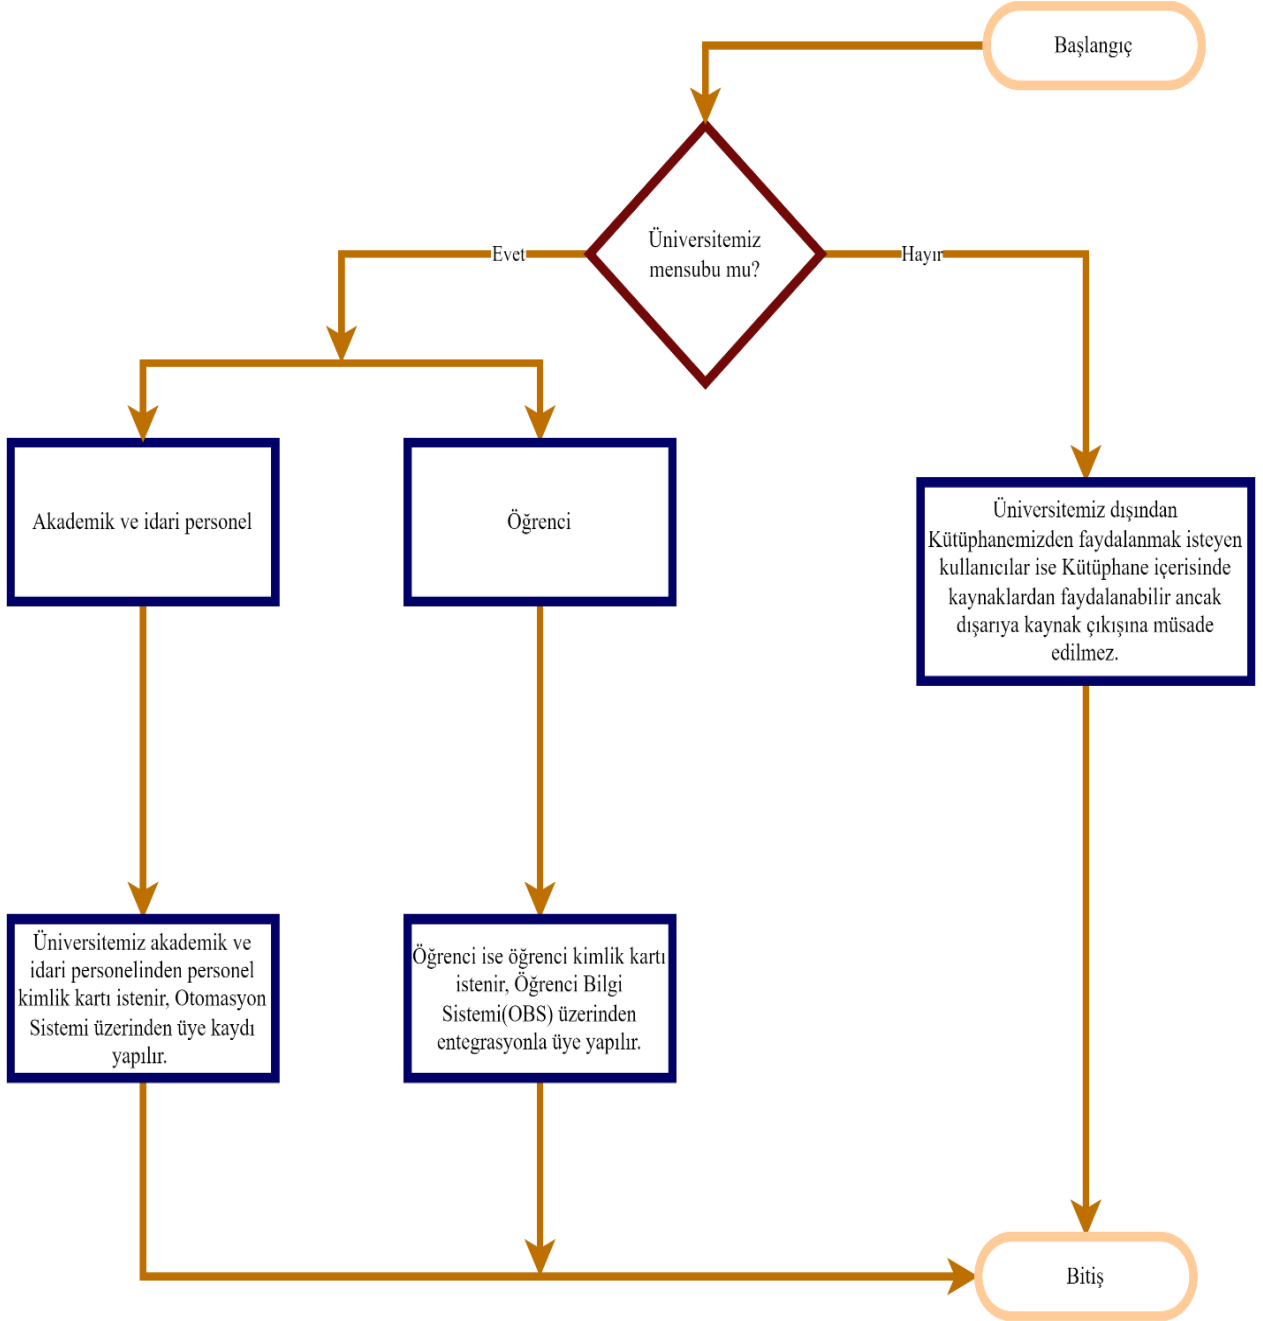 Başlangıç
Üniversitemiz
mensubu mu?
Evet
Hayır
Akademik ve idari personel
Öğrenci
Üniversitemiz dışından
Kütüphanemizden faydalanmak isteyen
kullanıcılar ise Kütüphane içerisinde
kaynaklardan faydalanabilir ancak
dışarıya kaynak çıkışına müsade
edilmez.
Üniversitemiz akademik ve
idari personelinden personel
kimlik kartı istenir, Otomasyon
Sistemi üzerinden üye kaydı
yapılır.
Öğrenci ise öğrenci kimlik kartı
istenir, Öğrenci Bilgi
Sistemi(OBS) üzerinden
entegrasyonla üye yapılır.
Bitiş